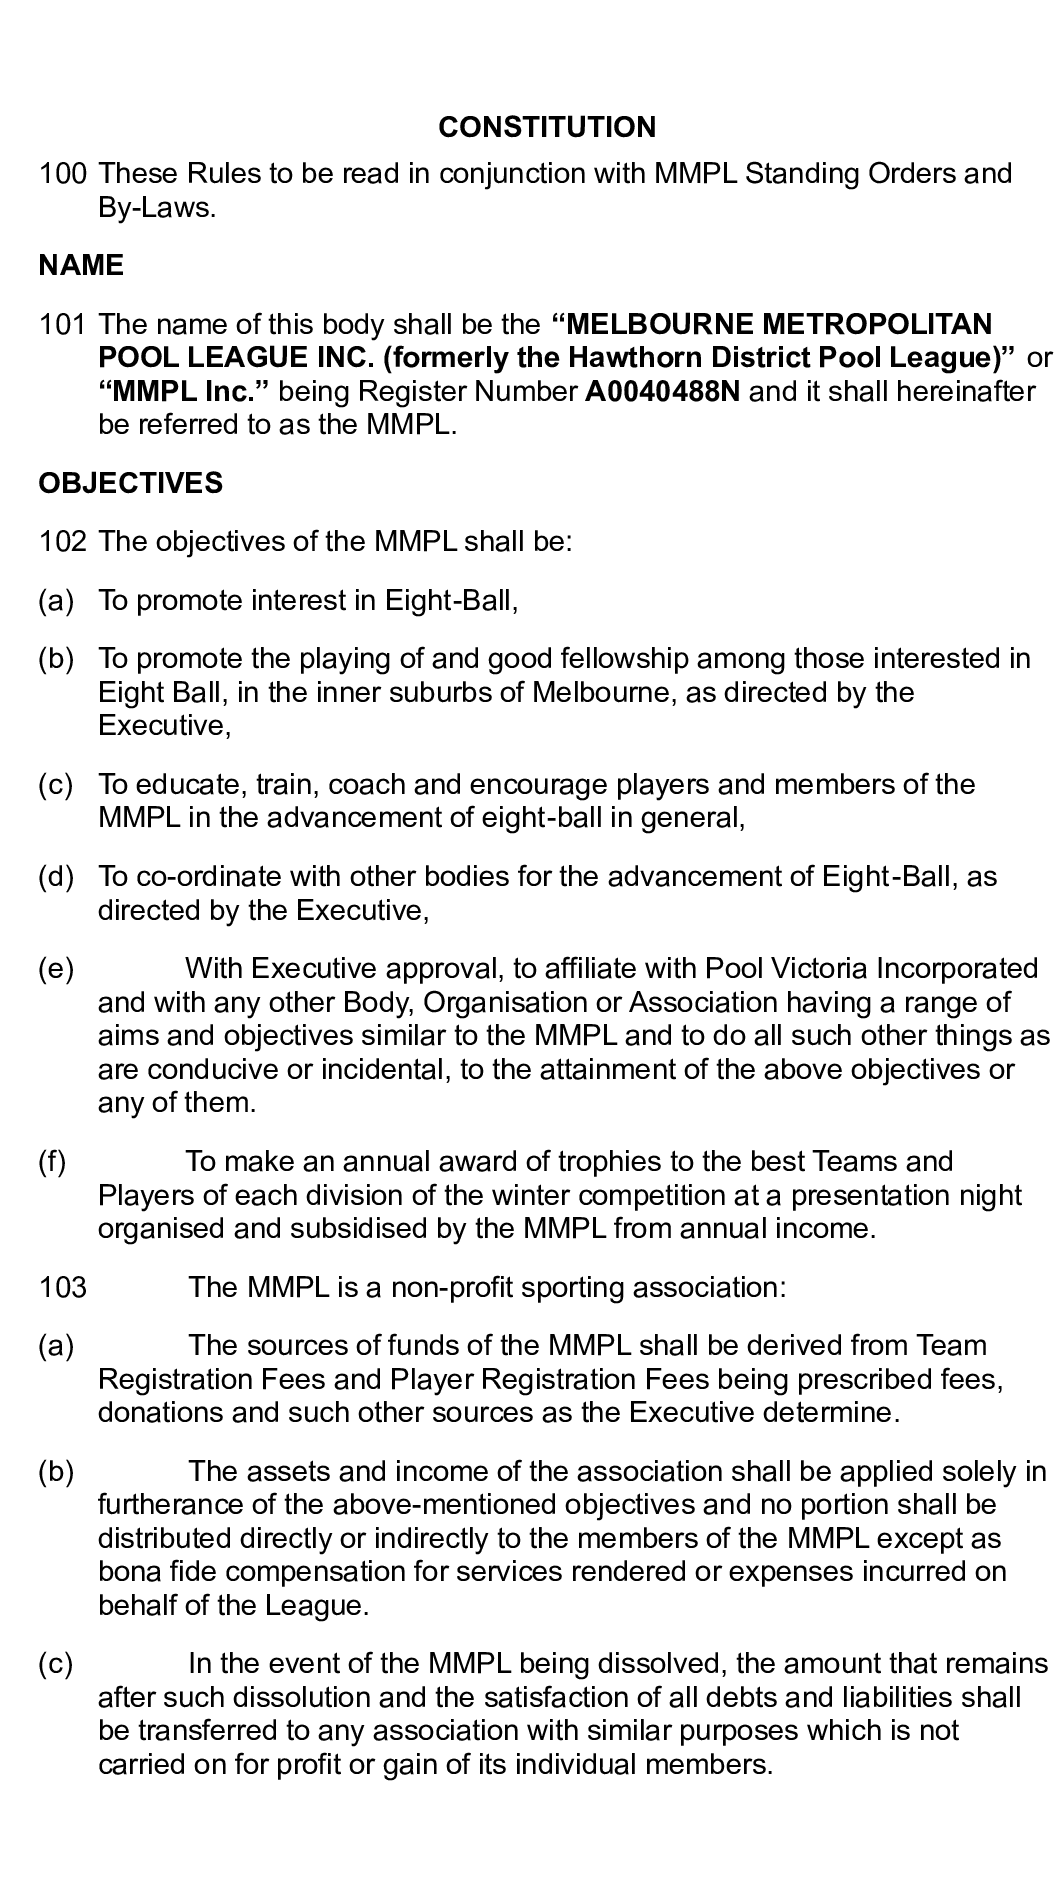 CONSTITUTION
100 These Rules to be read in conjunction with MMPL Standing Orders and
By-Laws.
NAME
101 The name of this body shall be the “MELBOURNE METROPOLITAN
POOL LEAGUE INC. (formerly the Hawthorn District Pool League)” or
“MMPL Inc.” being Register Number A0040488N and it shall hereinafter
be referred to as the MMPL.
OBJECTIVES
102 The objectives of the MMPL shall be:
(a) To promote interest in Eight-Ball,
(b) To promote the playing of and good fellowship among those interested in
Eight Ball, in the inner suburbs of Melbourne, as directed by the
Executive,
(c) To educate, train, coach and encourage players and members of the
MMPL in the advancement of eight-ball in general,
(d) To co-ordinate with other bodies for the advancement of Eight-Ball, as
directed by the Executive,
(e) With Executive approval, to affiliate with Pool Victoria Incorporated
and with any other Body, Organisation or Association having a range of
aims and objectives similar to the MMPL and to do all such other things as
are conducive or incidental, to the attainment of the above objectives or
any of them.
(f) To make an annual award of trophies to the best Teams and
Players of each division of the winter competition at a presentation night
organised and subsidised by the MMPL from annual income.
103 The MMPL is a non-profit sporting association:
(a) The sources of funds of the MMPL shall be derived from Team
Registration Fees and Player Registration Fees being prescribed fees,
donations and such other sources as the Executive determine.
(b) The assets and income of the association shall be applied solely in
furtherance of the above-mentioned objectives and no portion shall be
distributed directly or indirectly to the members of the MMPL except as
bona fide compensation for services rendered or expenses incurred on
behalf of the League.
(c) In the event of the MMPL being dissolved, the amount that remains
after such dissolution and the satisfaction of all debts and liabilities shall
be transferred to any association with similar purposes which is not
carried on for profit or gain of its individual members.